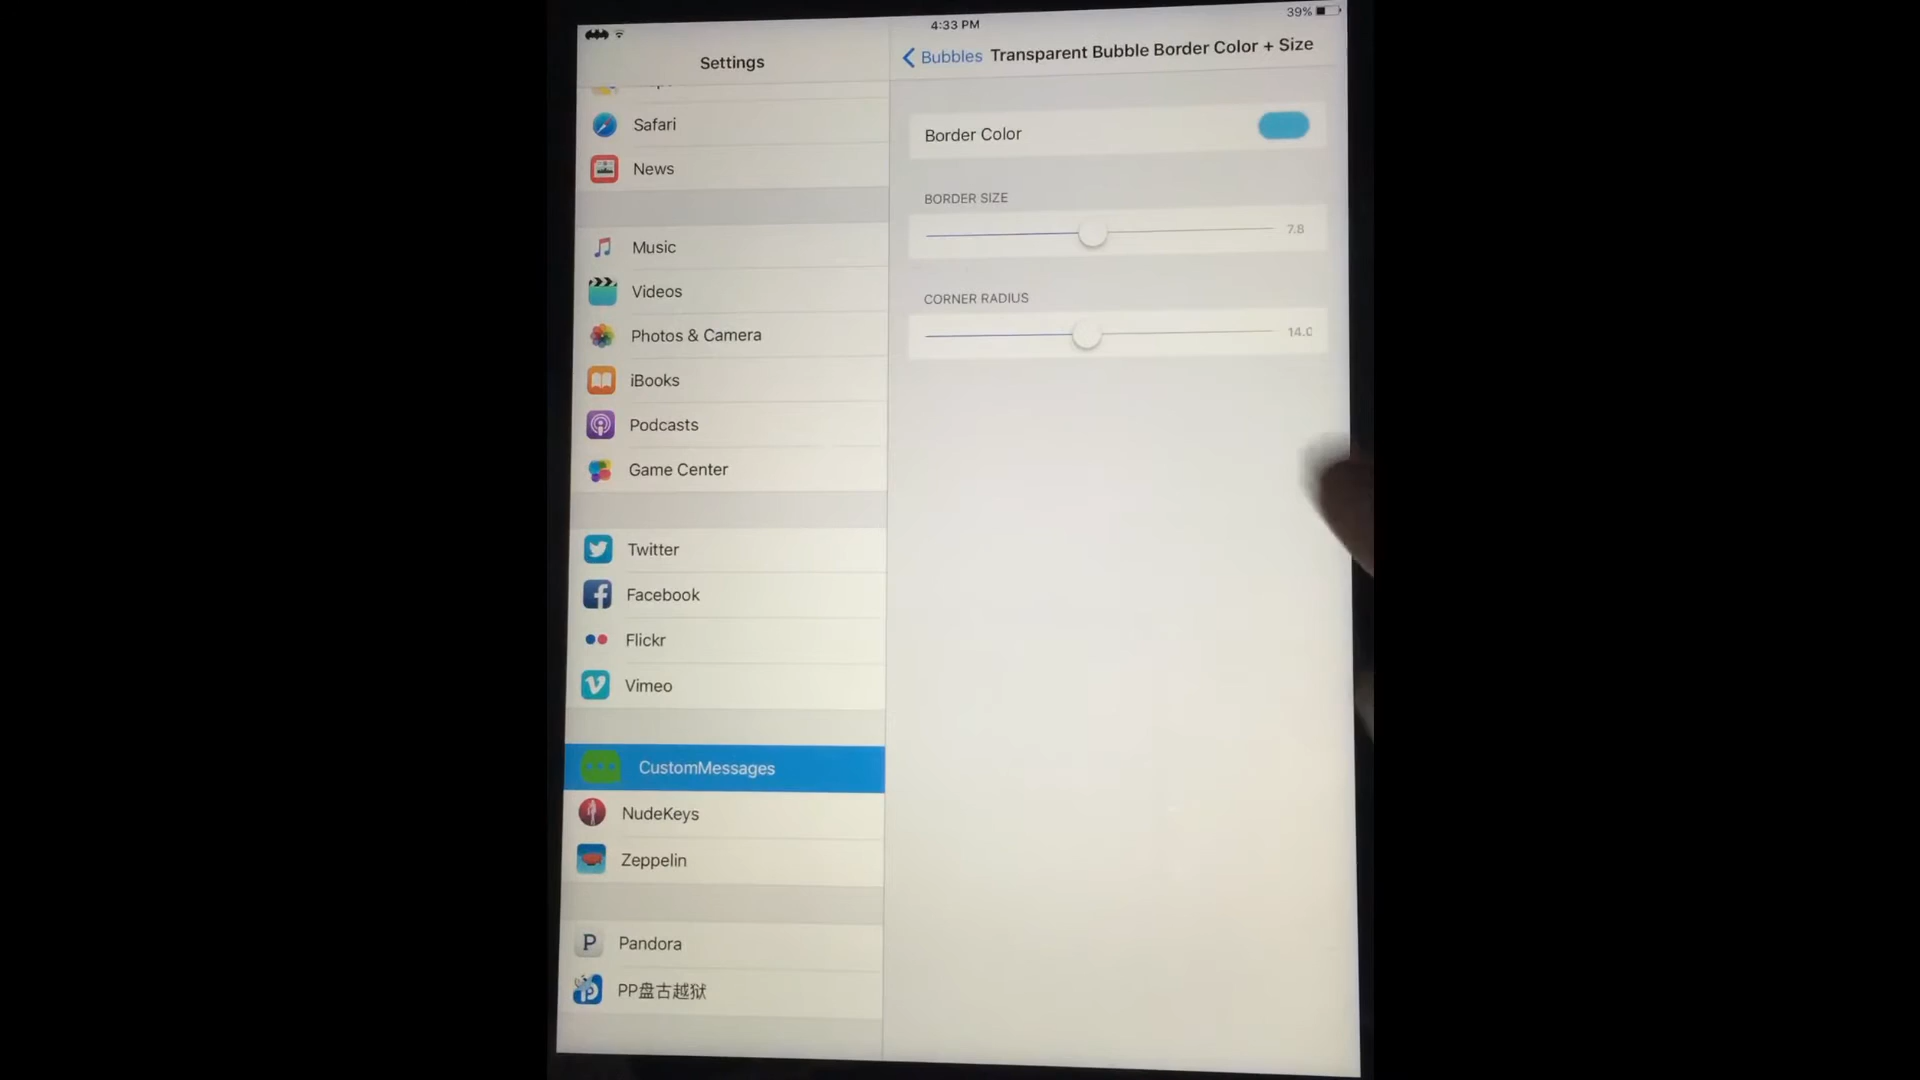 4:33 PM
39%
Settings
Bubbles
Transparent Bubble Border Color + Size
Safari
News
Music
Videos
Photos & Camera
iBooks
Podcasts
Game Center
Twitter
Facebook
Flickr
Vimeo
CustomMessages
NudeKeys
Zeppelin
P Pandora
PP盘古越狱
Border Color
BORDER SIZE
7.8
CORNER RADIUS
14.0